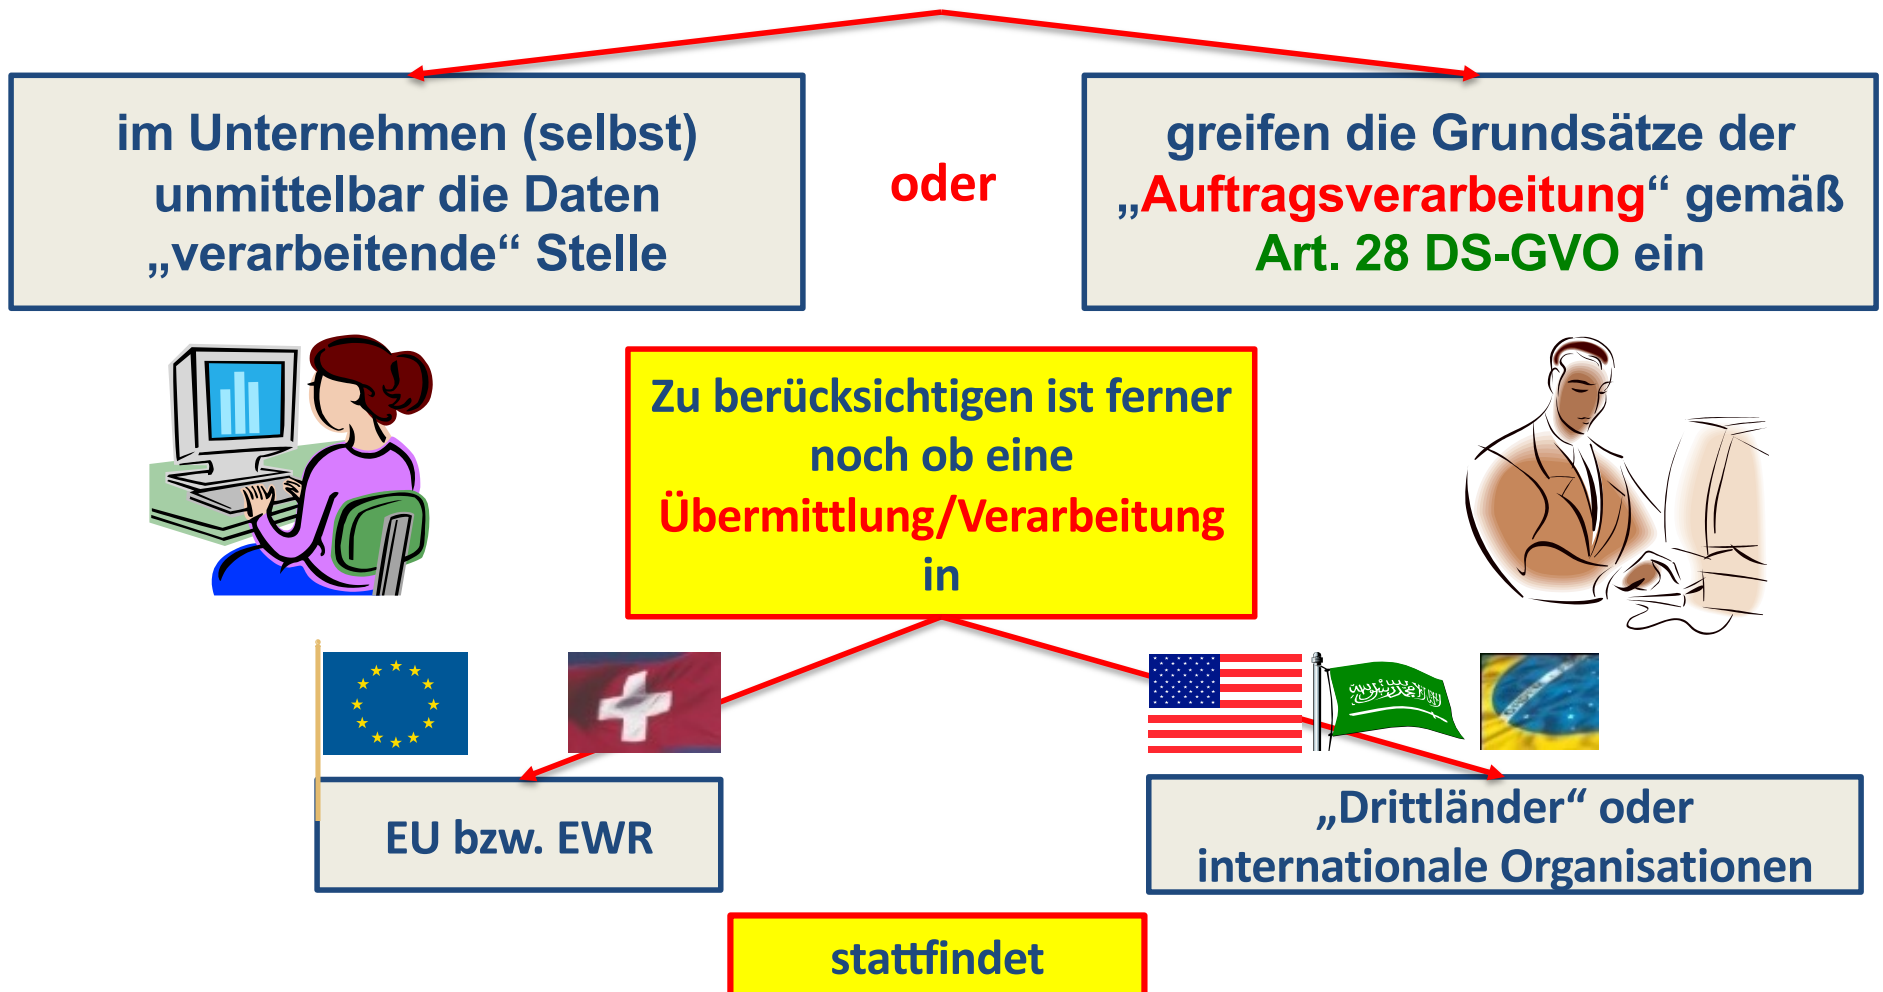 im Unternehmen (selbst)
unmittelbar die Daten
„verarbeitende“ Stelle
oder
greifen die Grundsätze der
„Auftragsverarbeitung“ gemäß
Art. 28 DS-GVO ein
Zu berücksichtigen ist ferner
noch ob eine
Übermittlung/Verarbeitung
in
EU bzw. EWR
„Drittländer“ oder
internationale Organisationen
stattfindet